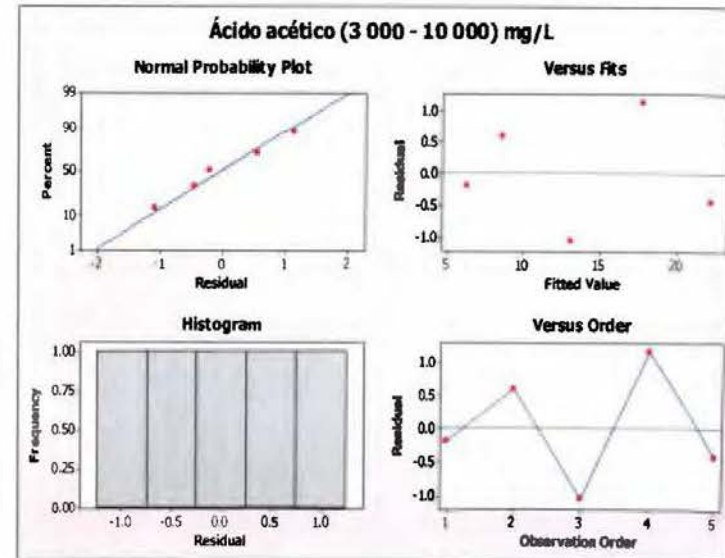 Ácido acético (3 000 - 10 000) mg/L
Normal Probability Plot
99
90
50
10
1
Percent
-2 -1 0 1 2
Residual
Versus Fits
1.0
0.5
0.0
-0.5
-1.0
Residual
5 10 15 20
Fitted Value
Histogram
1.00
0.75
0.50
0.25
0.00
Frequency
-1.0 -0.5 0.0 0.5 1.0
Residual
Versus Order
1.0
0.5
0.0
-0.5
-1.0
Residual
1 2 3 4 5
Observation Order